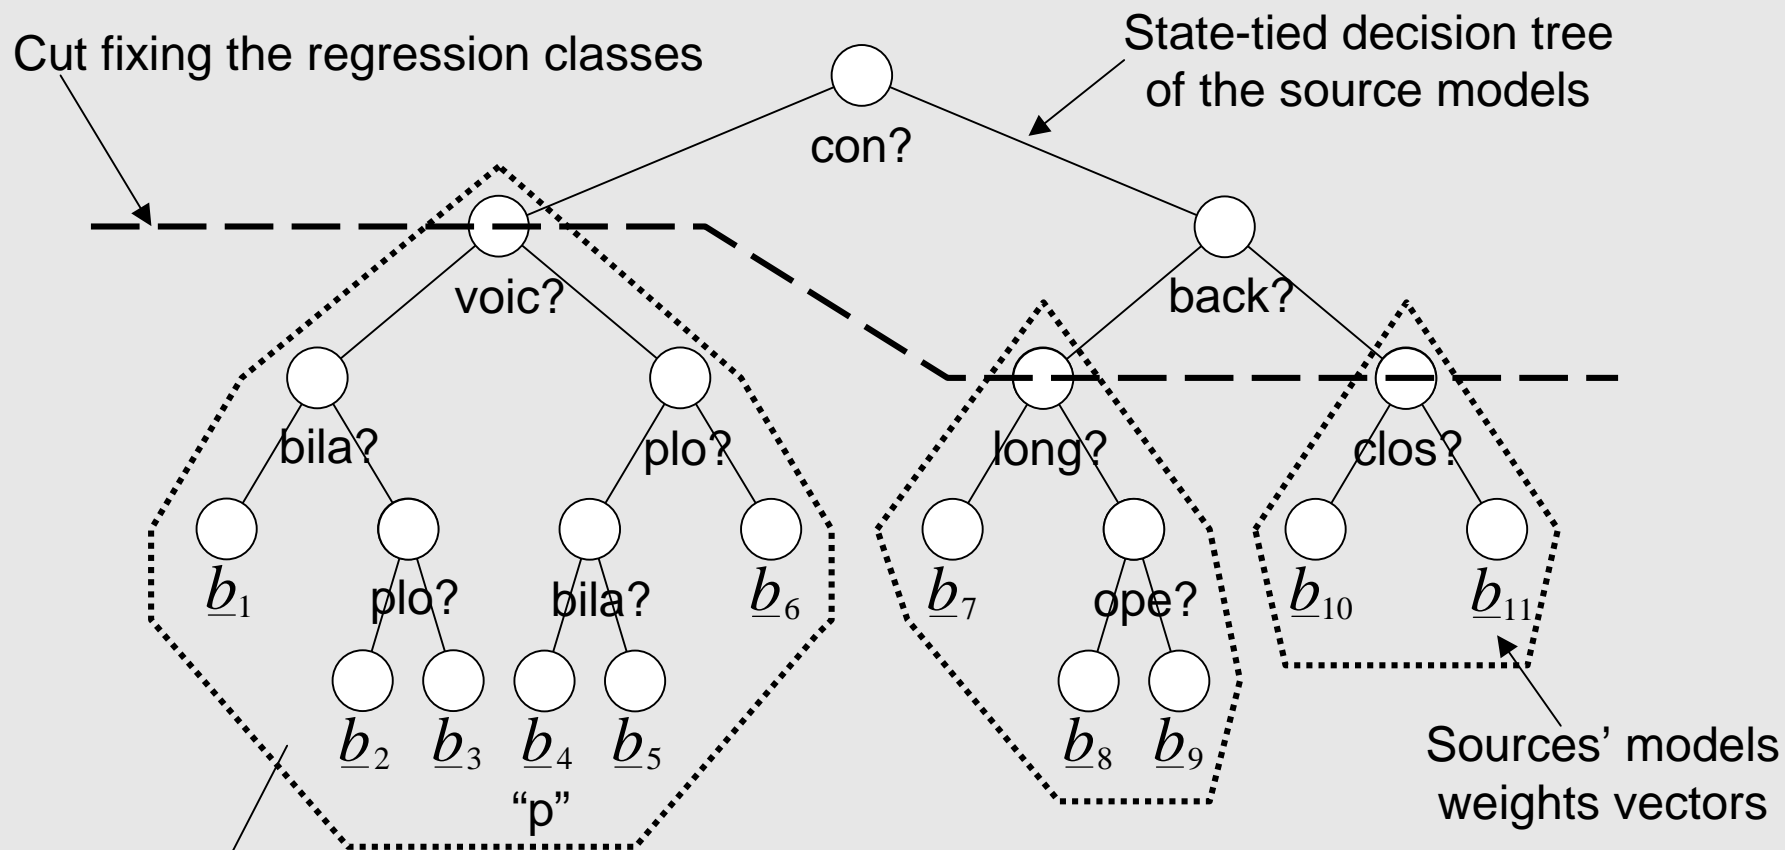 Cut fixing the regression classes
State-tied decision tree
of the source models
con?
voic?
back?
bila?
plo?
long?
clos?
b1
plo?
bila?
b6
b7
ope?
b10
b11
b2
b3
b4
b5
b8
b9
“p”
Sources’ models
weights vectors